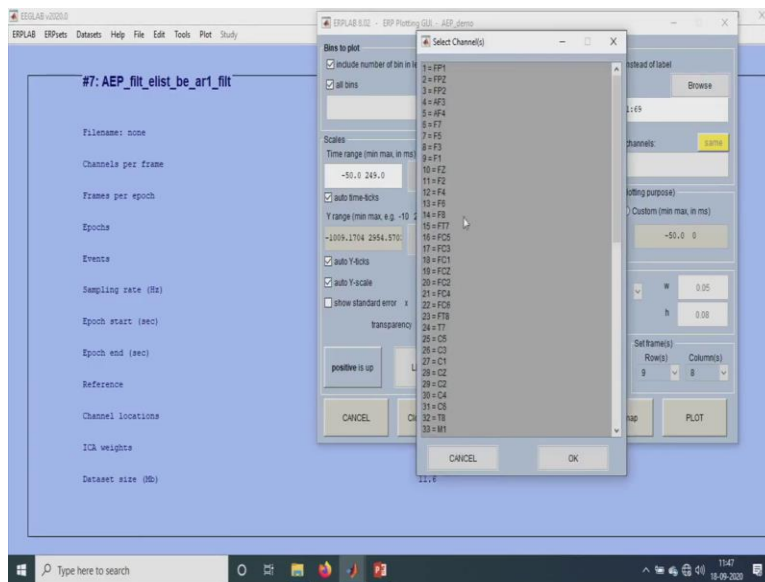 EEGLAB v2020.0
ERPLAB ERPsets Datasets Help File Edit Tools Plot Study
#7: AEP_filt_elist_be_ar1_filt
Filename: none
Channels per frame
Frames per epoch
Epochs
Events
Sampling rate (Hz)
Epoch start (sec)
Epoch end (sec)
Reference
Channel locations
ICA weights
Dataset size (Mb)
11.6
ERPLAB 8.02 - ERP Plotting GUI - AEP_demo
Bins to plot
include number of bin in le
all bins
Scales
Time range (min max, in ms)
-50.0 249.0
auto time-ticks
Y range (min max, e.g. -10 2
-1009.1704 2954.570
auto Y-ticks
auto Y-scale
show standard error x
transparency
positive is up
L
CANCEL
Cl
Select Channel(s)
1 = FP1
2 = FPZ
3 = FP2
4 = AF3
5 = AF4
6 = F7
7 = F5
8 = F3
9 = F1
10 = FZ
11 = F2
12 = F4
13 = F6
14 = F8
15 = FT7
16 = FC5
17 = FC3
18 = FC1
19 = FCZ
20 = FC2
21 = FC4
22 = FC6
23 = FT8
24 = T7
25 = C5
26 = C3
27 = C1
28 = CZ
29 = C2
30 = C4
31 = C6
32 = T8
33 = M1
CANCEL
OK
nstead of label
Browse
1:69
channels:
same
lotting purpose)
Custom (min max, in ms)
-50.0 0
w
0.05
h
0.08
Set frame(s)
Row(s) Column(s)
9 8
map
PLOT
Type here to search
11:47
18-09-2020